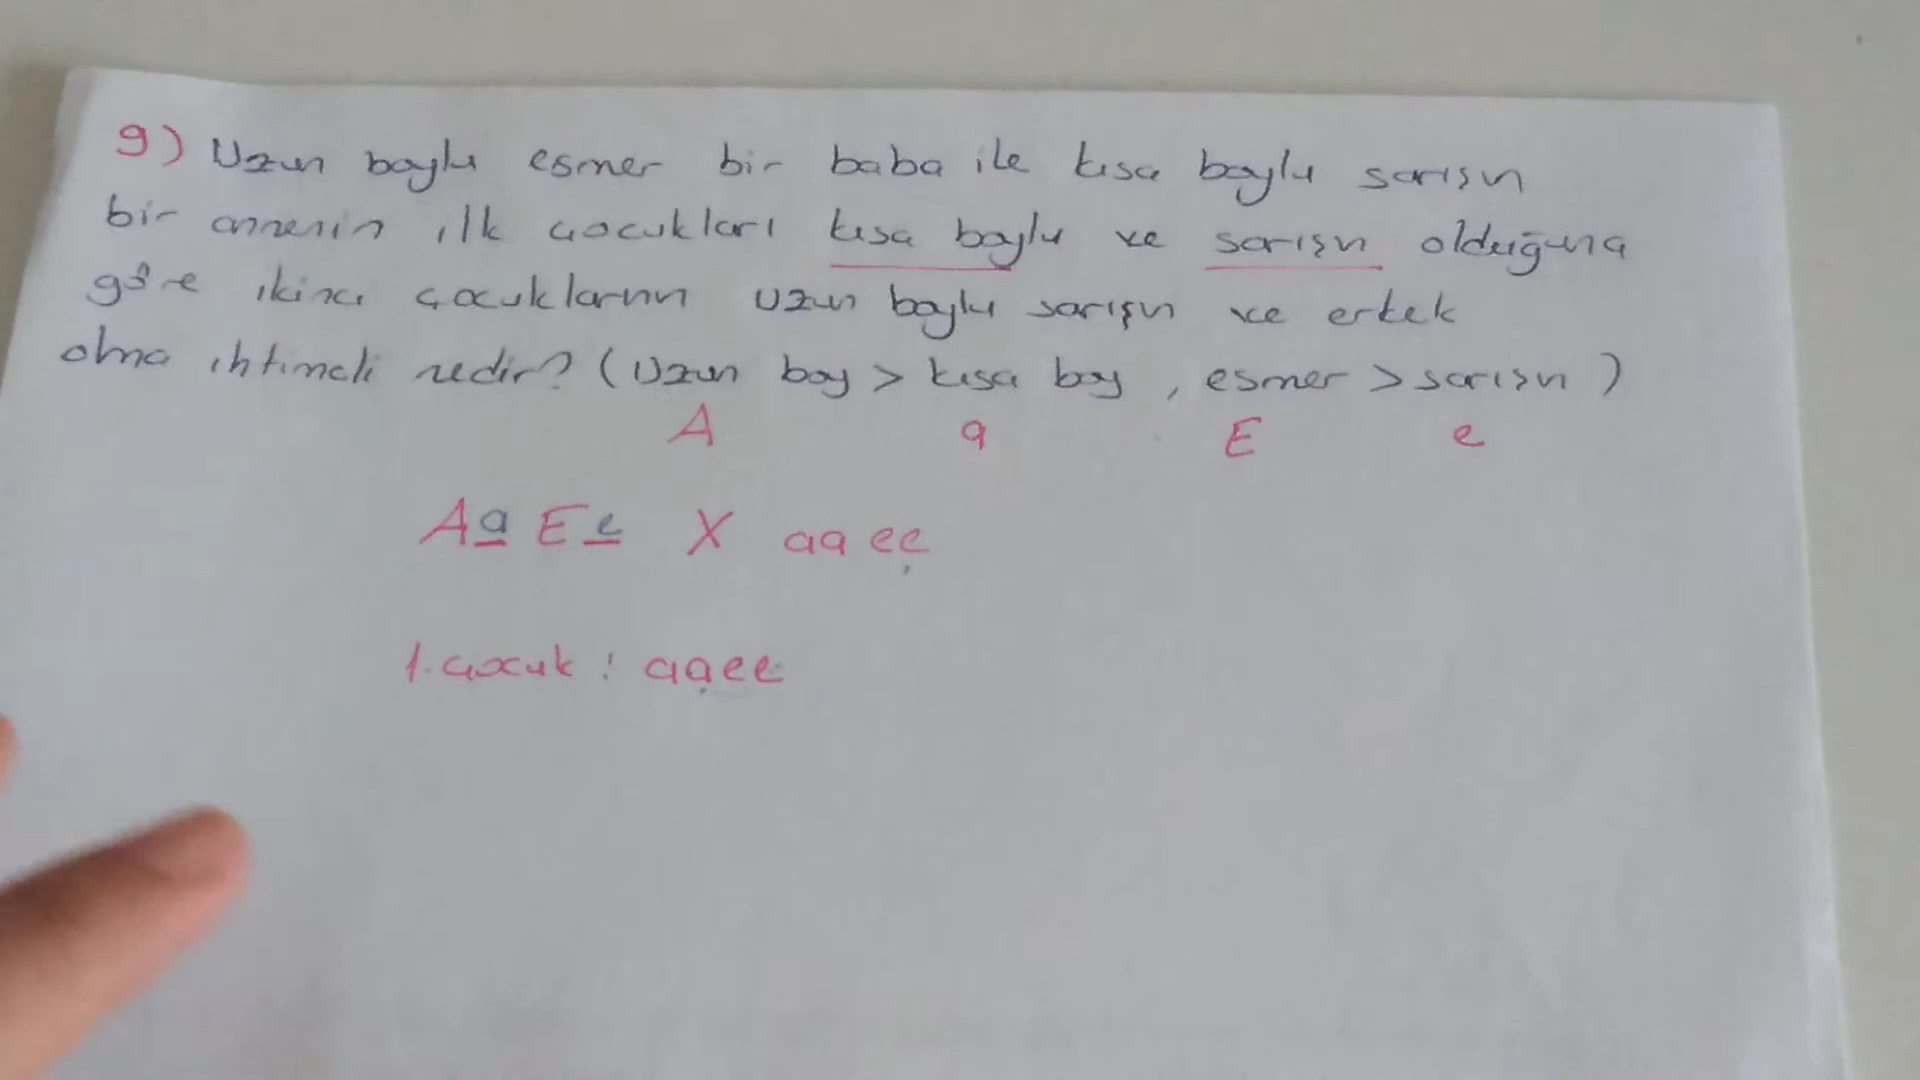 9) Uzun boylu esmer bir baba ile kısa boylu sarışın
bir annenin ilk çocukları kısa boylu ve sarışın olduğuna
göre ikinci çocuklarının uzun boylu sarışın ve erkek
olma ihtimali nedir? (Uzun boy > kısa boy , esmer > sarışın )
A a E e
Aa Ee X aa ee
1. çocuk : aaee